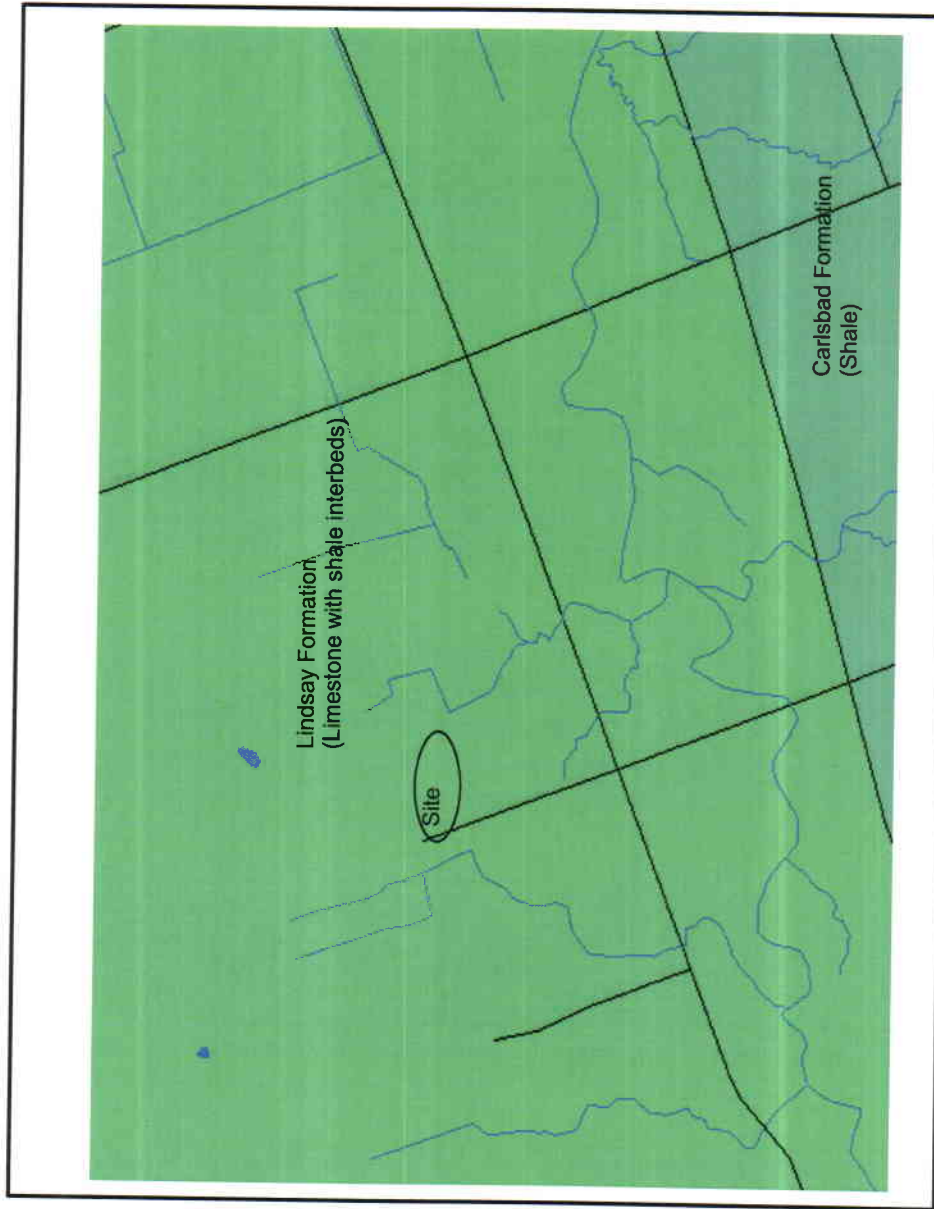 Lindsay Formation
(Limestone with shale interbeds)
Site
Carlsbad Formation
(Shale)